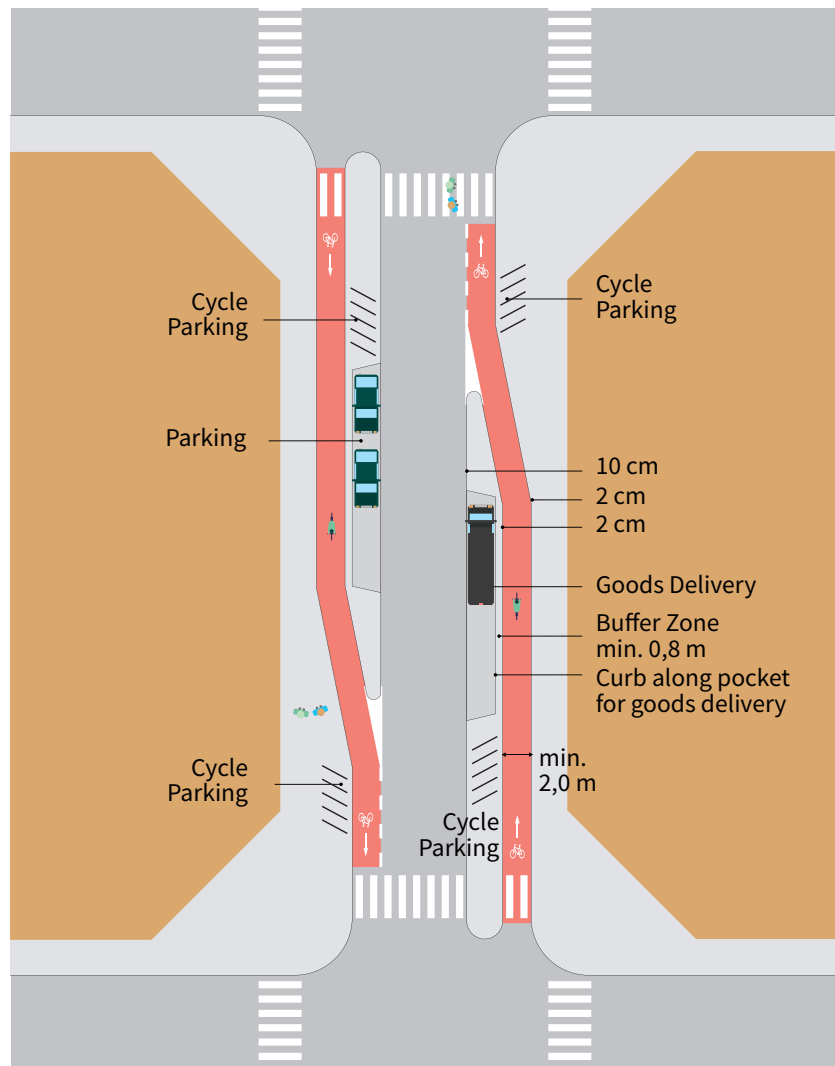 Cycle
Parking
Cycle
Parking
Parking
10 cm
2 cm
2 cm
Goods Delivery
Buffer Zone
min. 0,8 m
Curb along pocket
for goods delivery
min.
2,0 m
Cycle
Parking
Cycle
Parking